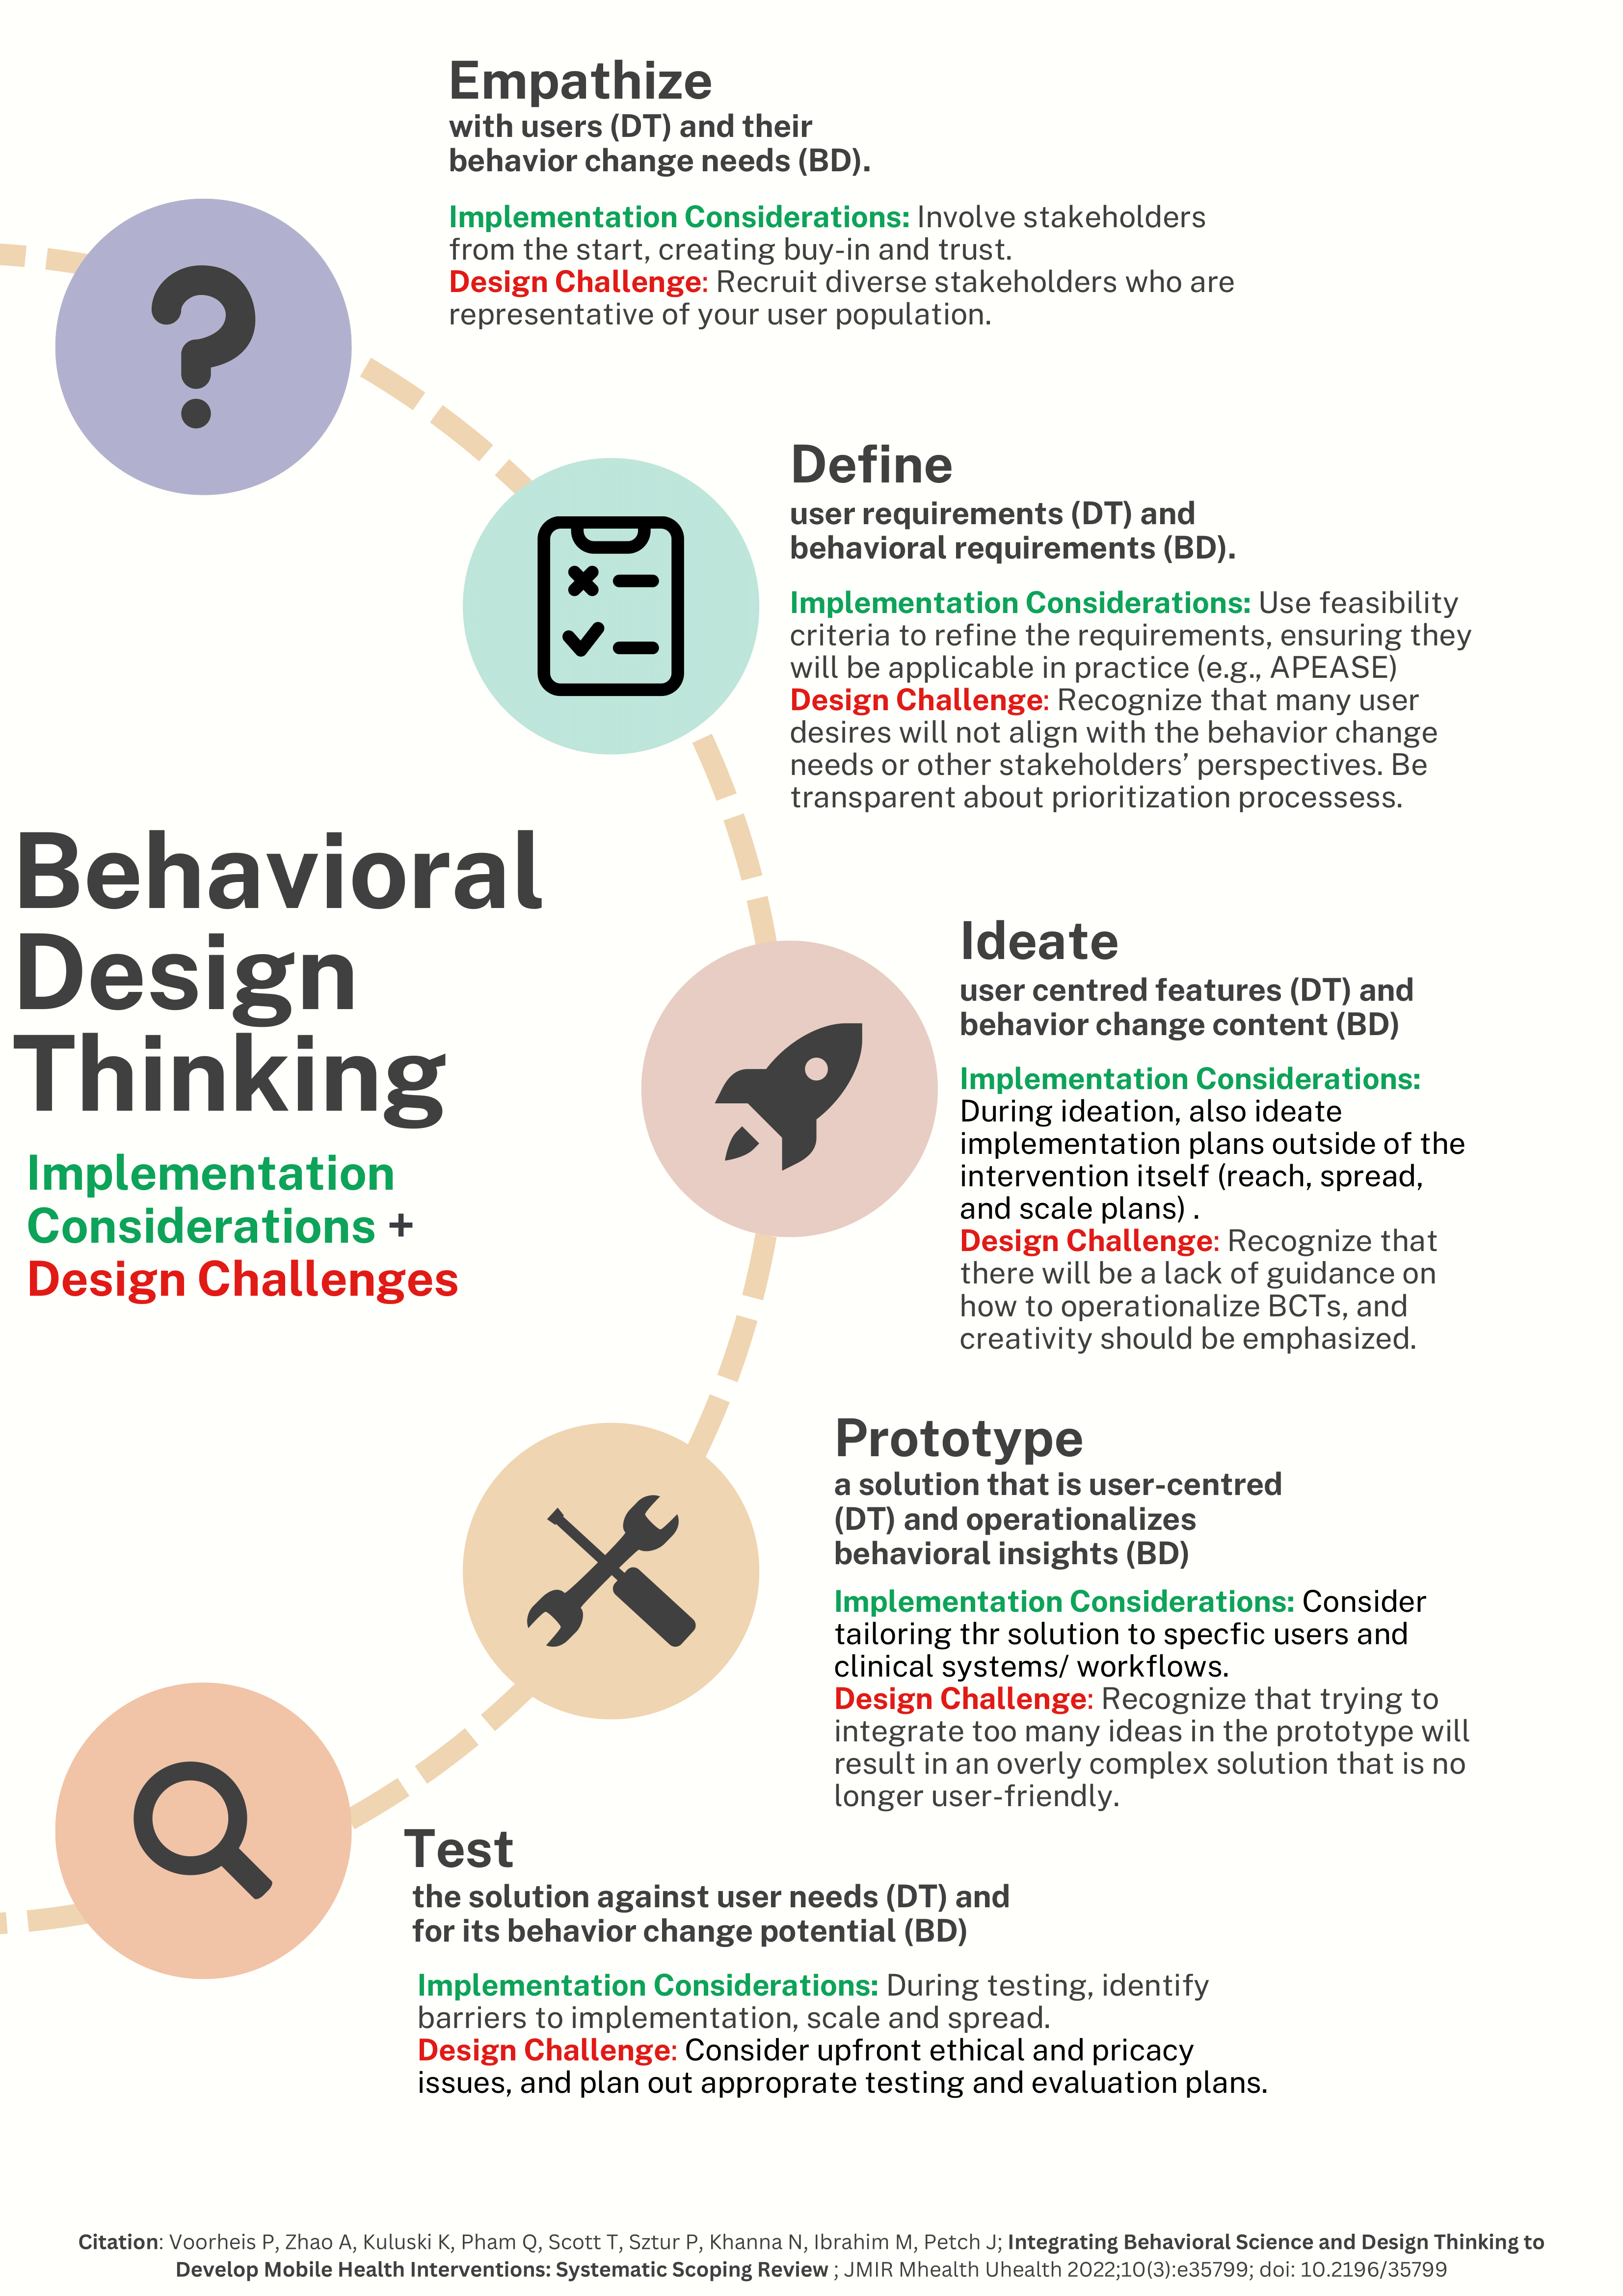 Empathize
with users (DT) and their
behavior change needs (BD).
Implementation Considerations: Involve stakeholders
from the start, creating buy-in and trust.
Design Challenge: Recruit diverse stakeholders who are
representative of your user population.
Define
user requirements (DT) and
behavioral requirements (BD).
Implementation Considerations: Use feasibility
criteria to refine the requirements, ensuring they
will be applicable in practice (e.g., APEASE)
Design Challenge: Recognize that many user
desires will not align with the behavior change
needs or other stakeholders’ perspectives. Be
transparent about prioritization processess.
Behavioral
Design
Thinking
Implementation
Considerations +
Design Challenges
Ideate
user centred features (DT) and
behavior change content (BD)
Implementation Considerations:
During ideation, also ideate
implementation plans outside of the
intervention itself (reach, spread,
and scale plans) .
Design Challenge: Recognize that
there will be a lack of guidance on
how to operationalize BCTs, and
creativity should be emphasized.
Prototype
a solution that is user-centred
(DT) and operationalizes
behavioral insights (BD)
Implementation Considerations: Consider
tailoring thr solution to specfic users and
clinical systems/ workflows.
Design Challenge: Recognize that trying to
integrate too many ideas in the prototype will
result in an overly complex solution that is no
longer user-friendly.
Test
the solution against user needs (DT) and
for its behavior change potential (BD)
Implementation Considerations: During testing, identify
barriers to implementation, scale and spread.
Design Challenge: Consider upfront ethical and pricacy
issues, and plan out approprate testing and evaluation plans.
Citation: Voorheis P, Zhao A, Kuluski K, Pham Q, Scott T, Sztur P, Khanna N, Ibrahim M, Petch J; Integrating Behavioral Science and Design Thinking to
Develop Mobile Health Interventions: Systematic Scoping Review ; JMIR Mhealth Uhealth 2022;10(3):e35799; doi: 10.2196/35799